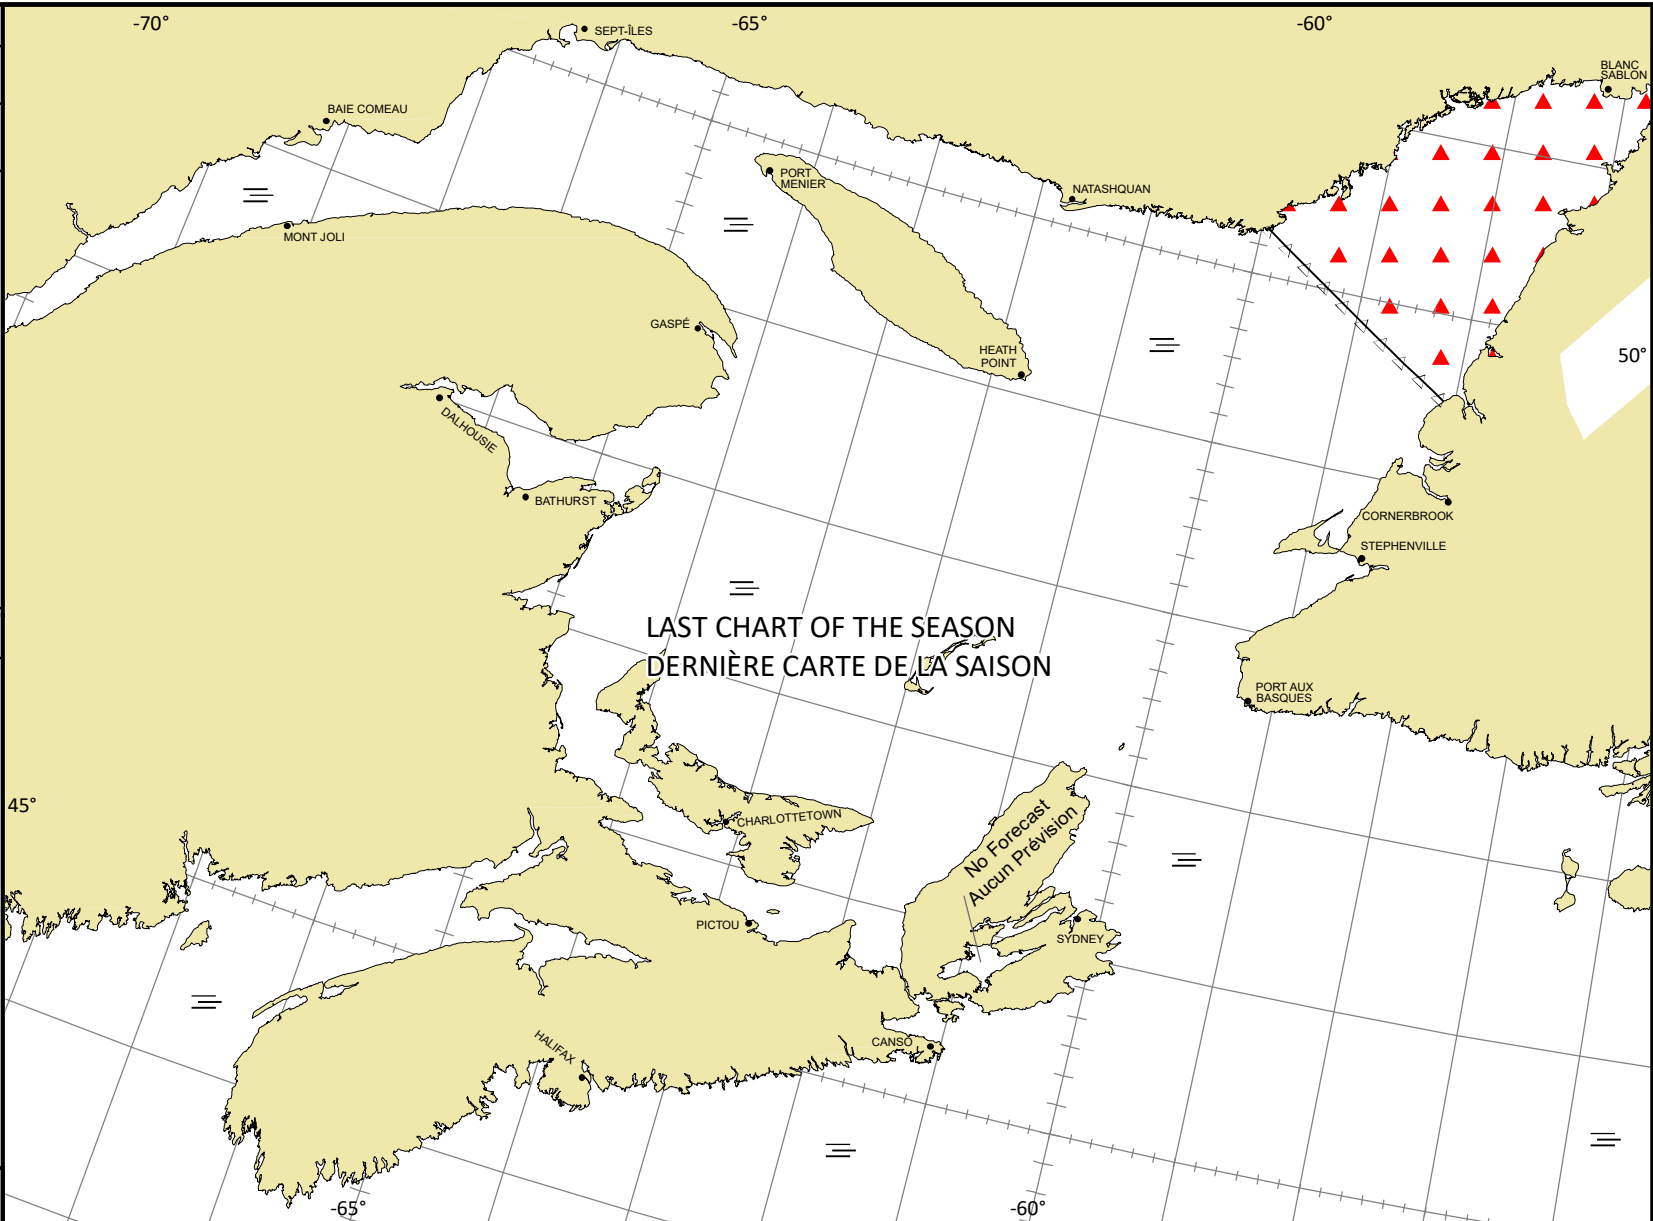 -70°
-65°
-60°
SEPT-ÎLES
BLANC
SABLON
BAIE COMEAU
PORT
MENIER
NATASHQUAN
MONT JOLI
GASPÉ
HEATH
POINT
50°
DALHOUSIE
BATHURST
CORNERBROOK
STEPHENVILLE
LAST CHART OF THE SEASON
DERNIÈRE CARTE DE LA SAISON
PORT AUX
BASQUES
45°
CHARLOTTETOWN
No Forecast
Aucun Prévision
PICTOU
SYDNEY
HALIFAX
CANSO
-65°
-60°